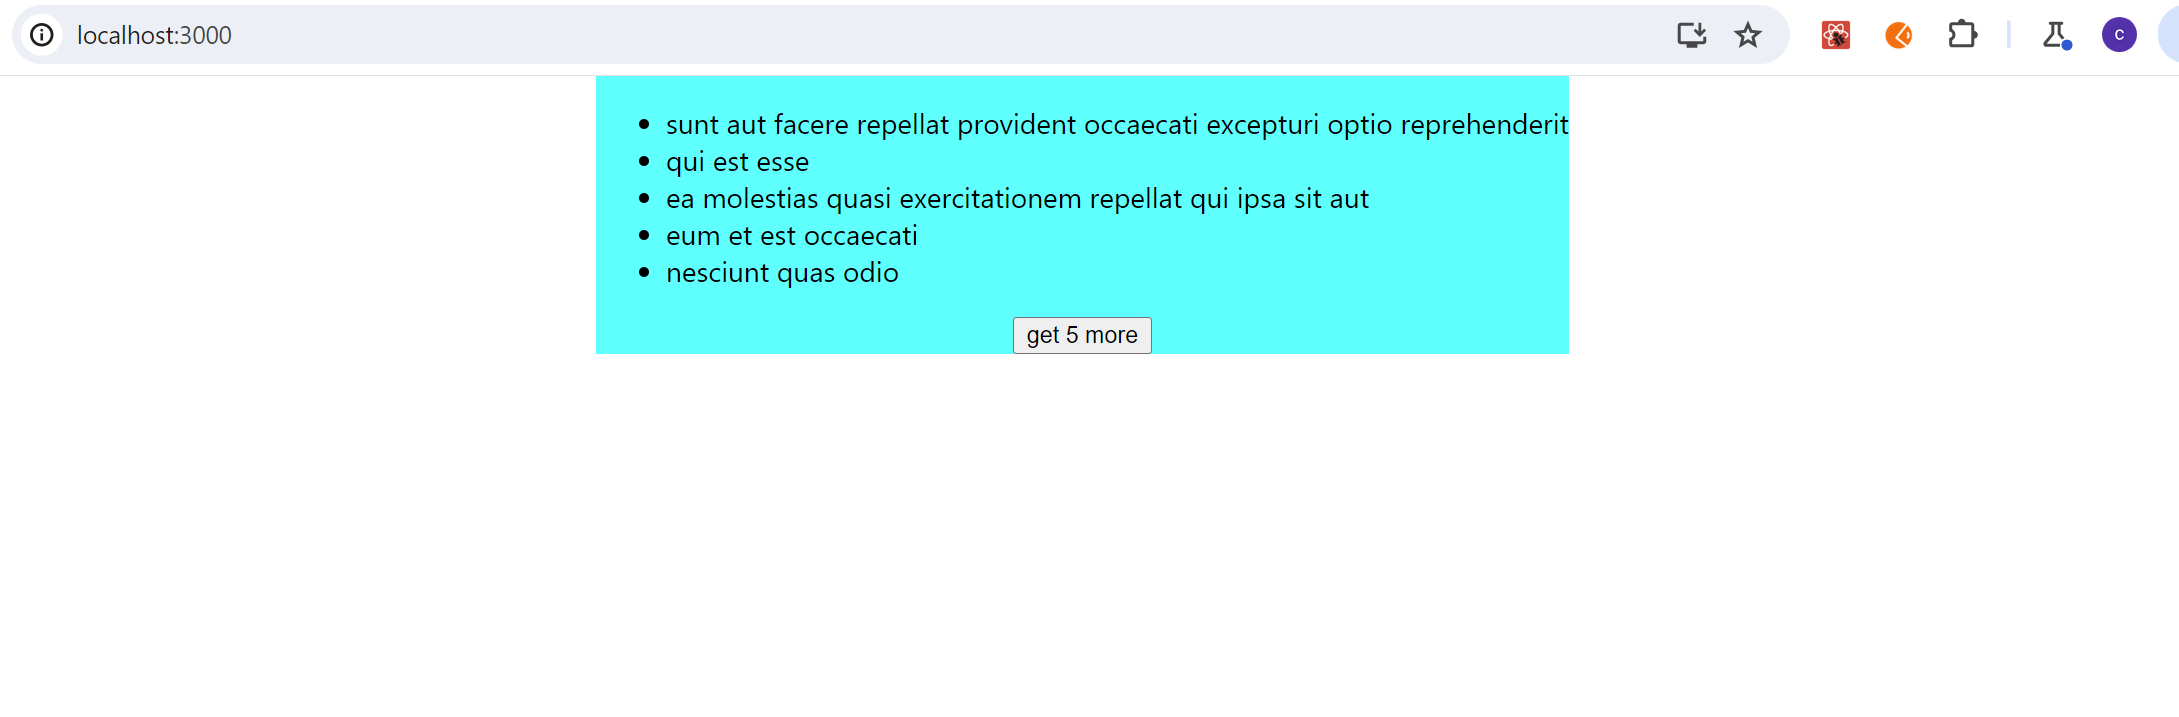 localhost:3000
c
sunt aut facere repellat provident occaecati excepturi optio reprehenderit
qui est esse
ea molestias quasi exercitationem repellat qui ipsa sit aut
eum et est occaecati
nesciunt quas odio
get 5 more